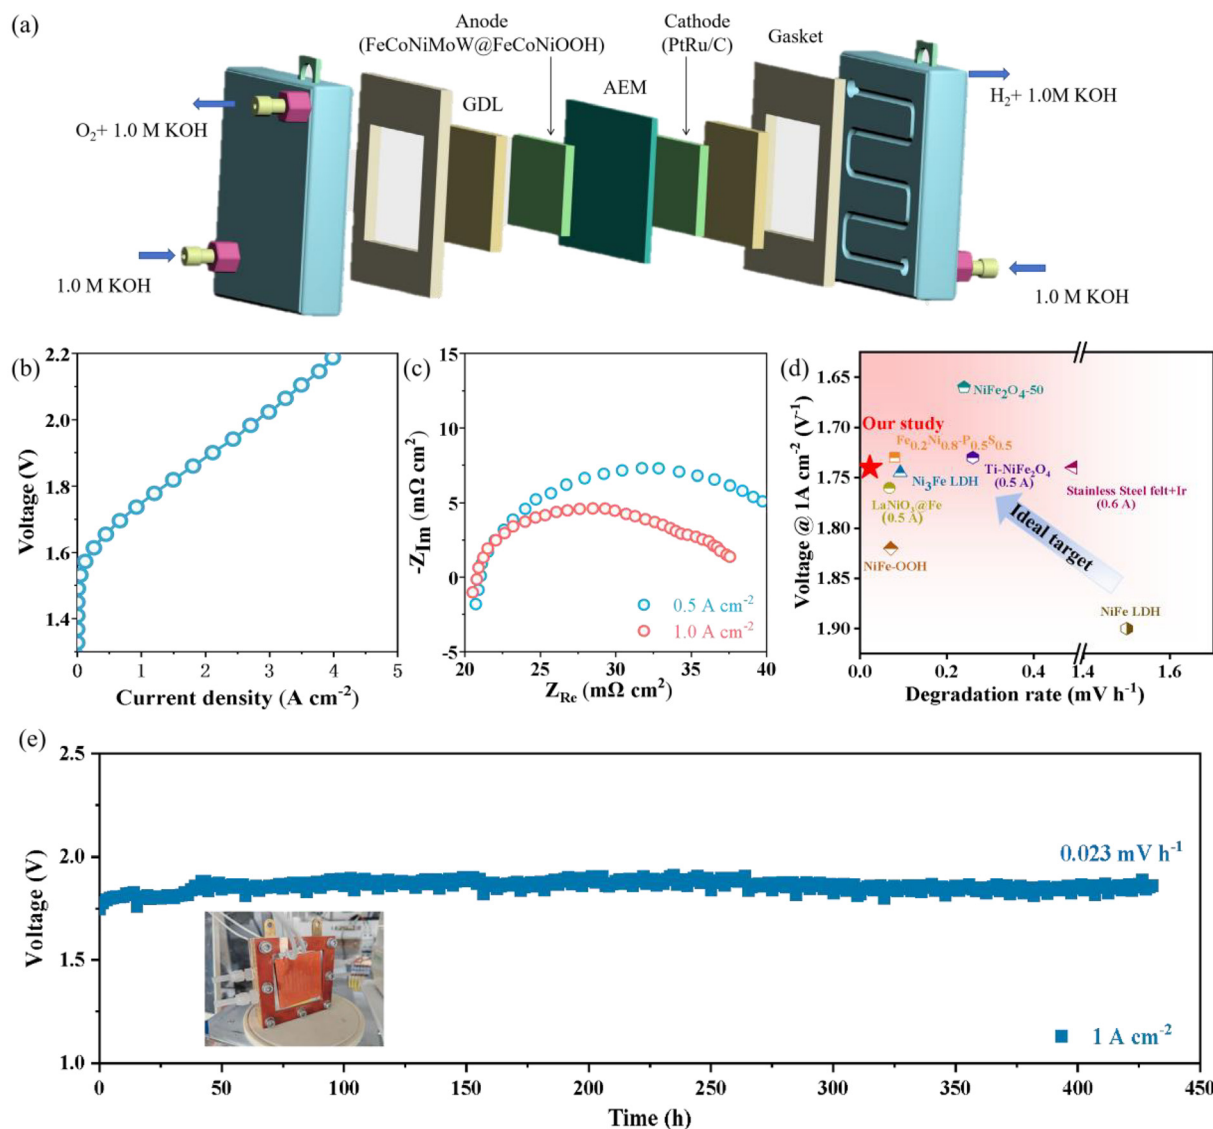 (a)
Anode
(FeCoNiMoW@FeCoNiOOH)
Cathode
(PtRu/C)
Gasket
GDL
AEM
O₂+ 1.0 M KOH
H₂+ 1.0M KOH
1.0 M KOH
1.0 M KOH
(b)
2.2
2.0
1.8
1.6
1.4
Voltage (V)
0 1 2 3 4 5
Current density (A cm⁻²)
(c)
15
10
5
0
-5
-Z_Im (mΩ cm²)
0.5 A cm⁻²
1.0 A cm⁻²
20 25 30 35 40
Z_Re (mΩ cm²)
(d)
1.65
1.70
1.75
1.80
1.85
1.90
Voltage @ 1A cm⁻² (V⁻¹)
NiFe₂O₄-50
Our study
Fe₀.₂Ni₀.₈-P₀.₅S₀.₅
Ni₃Fe LDH
Ti-NiFe₂O₄
(0.5 A)
Stainless Steel felt+Ir
(0.6 A)
LaNiO₃@Fe
(0.5 A)
Ideal target
NiFe-OOH
NiFe LDH
0.0 0.2 0.4 1.4 1.6
Degradation rate (mV h⁻¹)
(e)
2.5
2.0
1.5
1.0
Voltage (V)
0.023 mV h⁻¹
1 A cm⁻²
0 50 100 150 200 250 300 350 400 450
Time (h)